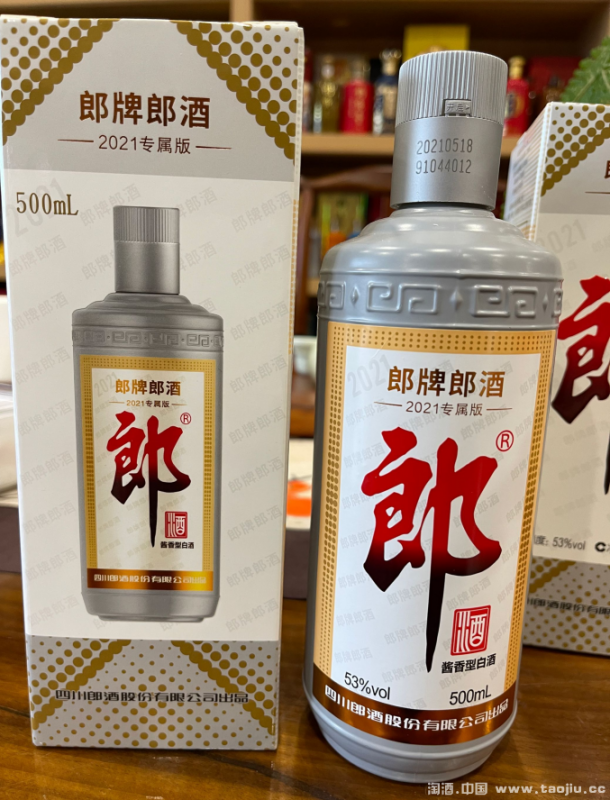 郎牌郎酒
2021专属版
500mL
郎牌郎酒
2021专属版
郎®
酒
酱香型白酒
四川郎酒股份有限公司出品
四川郎酒股份有限公司出品
20210518
91044012
郎牌郎酒
2021专属版
郎®
酒
酱香型白酒
53%vol
500mL
四川郎酒股份有限公司出品
2021
郎
度: 53%vol
淘酒.中国 www.taojiu.cc